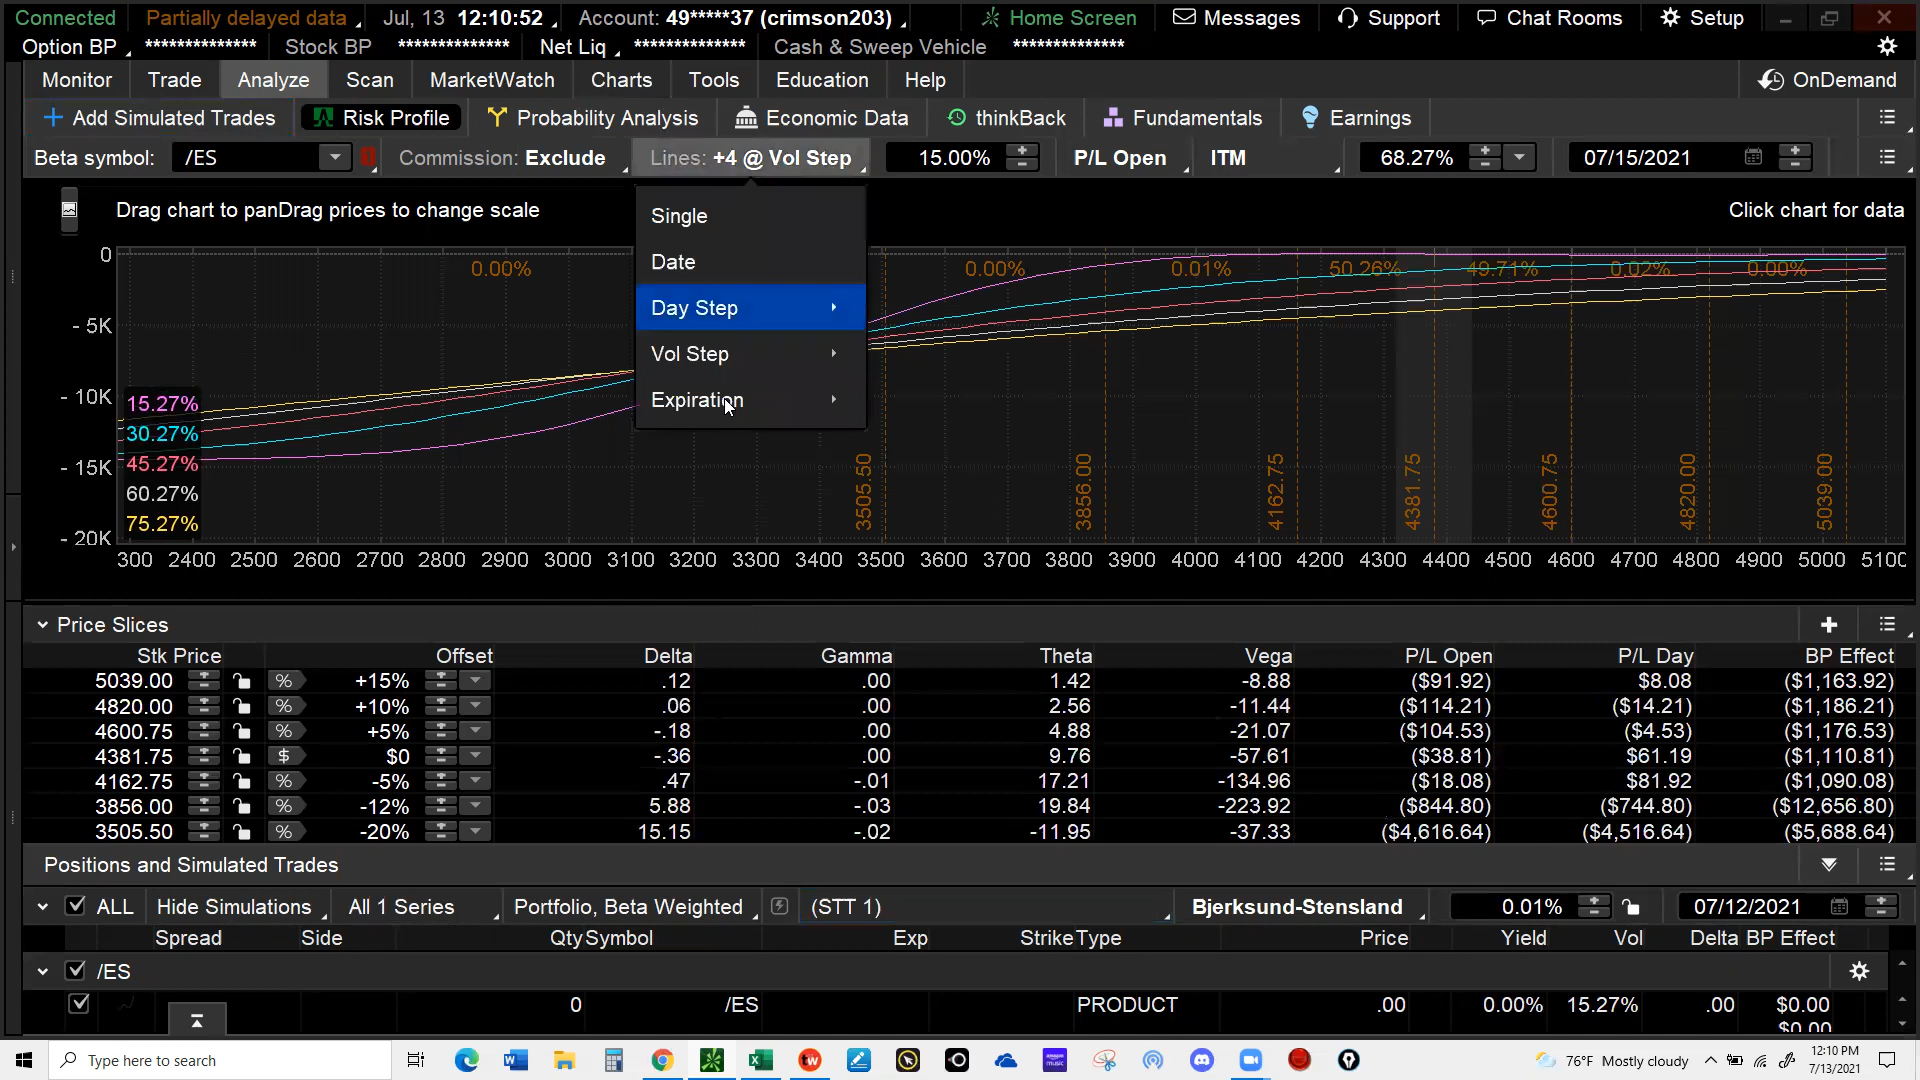 Connected Partially delayed data Jul, 13 12:10:52 Account: 49*****37 (crimson203) Home Screen Messages Support Chat Rooms Setup
Option BP ************* Stock BP ************* Net Liq ************* Cash & Sweep Vehicle *************
Monitor Trade Analyze Scan MarketWatch Charts Tools Education Help OnDemand
Add Simulated Trades Risk Profile Probability Analysis Economic Data thinkBack Fundamentals Earnings
Beta symbol: /ES Commission: Exclude Lines: +4 @ Vol Step 15.00% P/L Open ITM 68.27% 07/15/2021
Drag chart to panDrag prices to change scale Click chart for data
Single
Date
Day Step
Vol Step
Expiration
0
- 5K
- 10K
- 15K
- 20K
0.00% 0.00% 0.01% 50.26% 49.71% 0.02% 0.00%
15.27%
30.27%
45.27%
60.27%
75.27%
3505.50 3856.00 4162.75 4381.75 4600.75 4820.00 5039.00
300 2400 2500 2600 2700 2800 2900 3000 3100 3200 3300 3400 3500 3600 3700 3800 3900 4000 4100 4200 4300 4400 4500 4600 4700 4800 4900 5000 5100
Price Slices
Stk Price Offset Delta Gamma Theta Vega P/L Open P/L Day BP Effect
5039.00 % +15% .12 .00 1.42 -8.88 ($91.92) $8.08 ($1,163.92)
4820.00 % +10% .06 .00 2.56 -11.44 ($114.21) ($14.21) ($1,186.21)
4600.75 % +5% -.18 .00 4.88 -21.07 ($104.53) ($4.53) ($1,176.53)
4381.75 $ $0 -.36 .00 9.76 -57.61 ($38.81) $61.19 ($1,110.81)
4162.75 % -5% .47 -.01 17.21 -134.96 ($18.08) $81.92 ($1,090.08)
3856.00 % -12% 5.88 -.03 19.84 -223.92 ($844.80) ($744.80) ($12,656.80)
3505.50 % -20% 15.15 -.02 -11.95 -37.33 ($4,616.64) ($4,516.64) ($5,688.64)
Positions and Simulated Trades
ALL Hide Simulations All 1 Series Portfolio, Beta Weighted (STT 1) Bjerksund-Stensland 0.01% 07/12/2021
Spread Side Qty Symbol Exp Strike Type Price Yield Vol Delta BP Effect
/ES
0 /ES PRODUCT .00 0.00% 15.27% .00 $0.00
$0.00
Type here to search 76°F Mostly cloudy 12:10 PM
7/13/2021